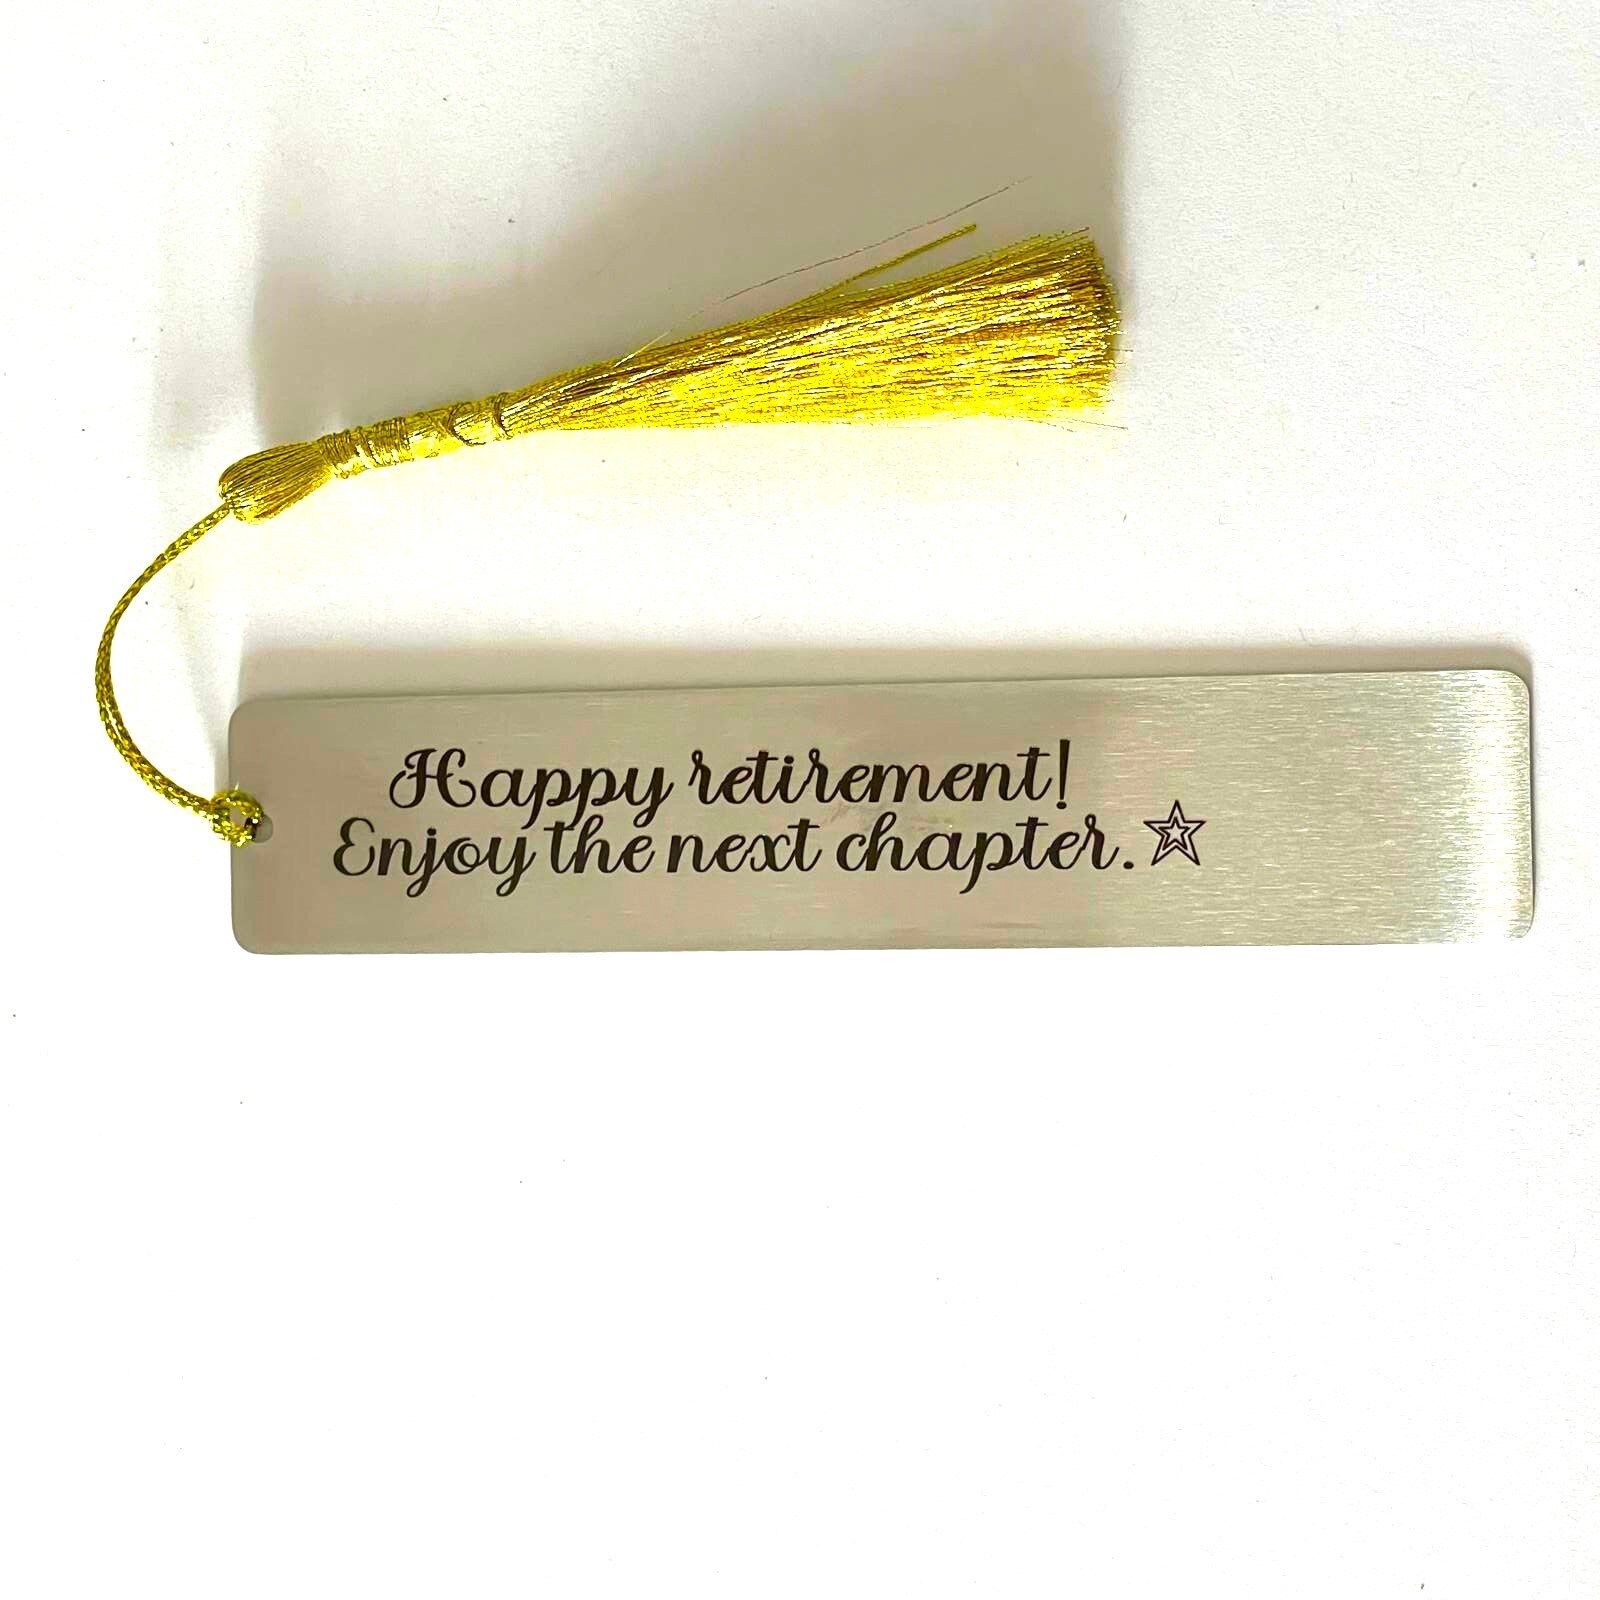 Happy retirement!
Enjoy the next chapter.